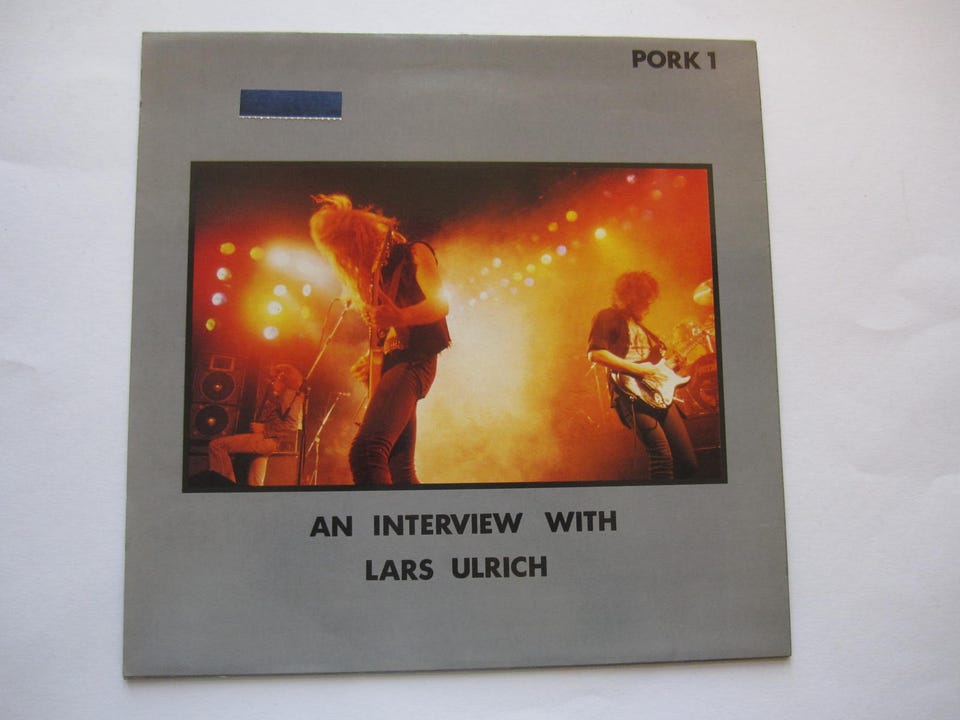 PORK 1
AN INTERVIEW WITH
LARS ULRICH